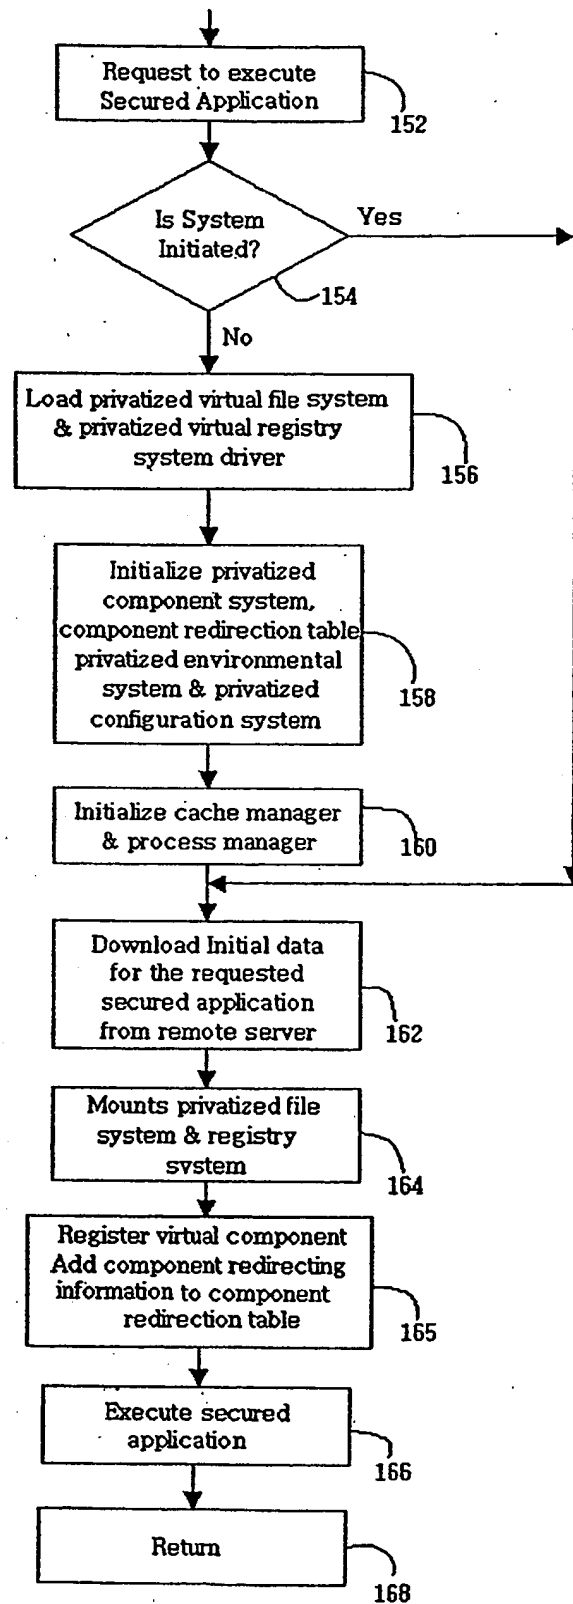 Request to execute
Secured Application
152
Is System
Initiated?
Yes
154
No
Load privatized virtual file system
& privatized virtual registry
system driver
156
Initialize privatized
component system,
component redirection table
privatized environmental
system & privatized
configuration system
158
Initialize cache manager
& process manager
160
Download Initial data
for the requested
secured application
from remote server
162
Mounts privatized file
system & registry
system
164
Register virtual component
Add component redirecting
information to component
redirection table
165
Execute secured
application
166
Return
168